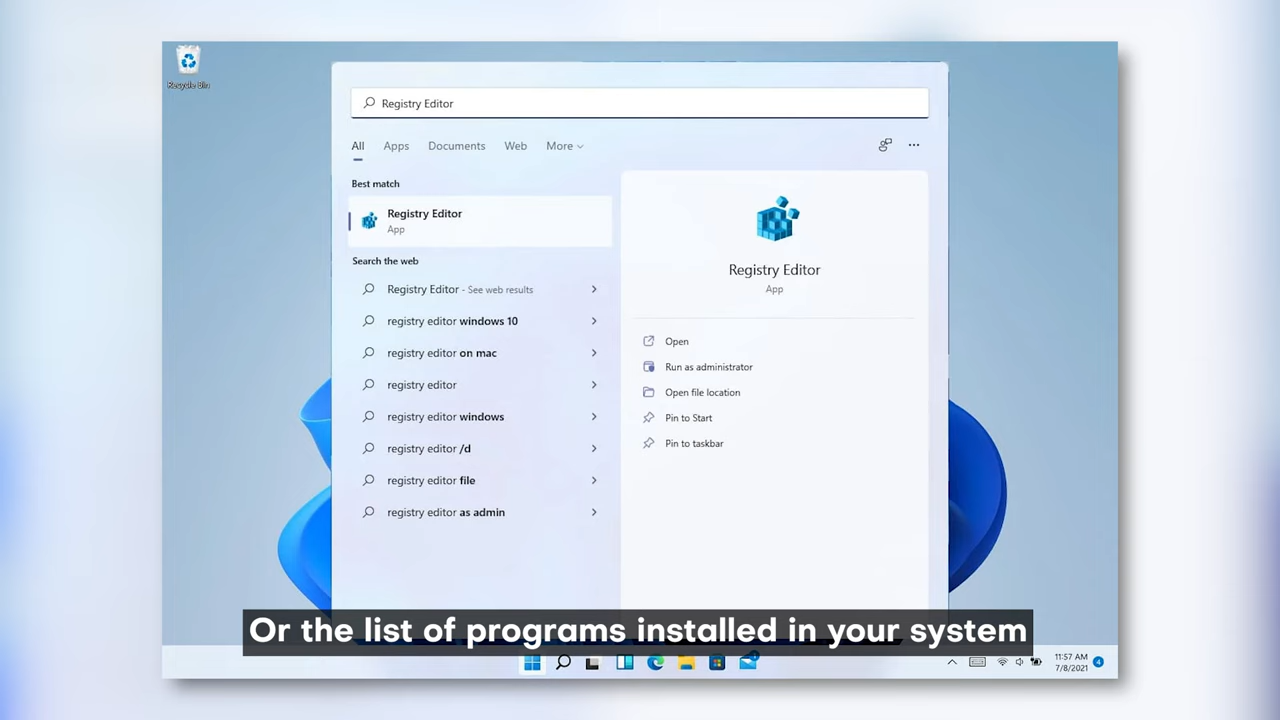 Recycle Bin
Registry Editor
All Apps Documents Web More
Best match
Registry Editor
App
Search the web
Registry Editor - See web results
registry editor windows 10
registry editor on mac
registry editor
registry editor windows
registry editor /d
registry editor file
registry editor as admin
Registry Editor
App
Open
Run as administrator
Open file location
Pin to Start
Pin to taskbar
Or the list of programs installed in your system
11:57 AM
7/8/2021
4